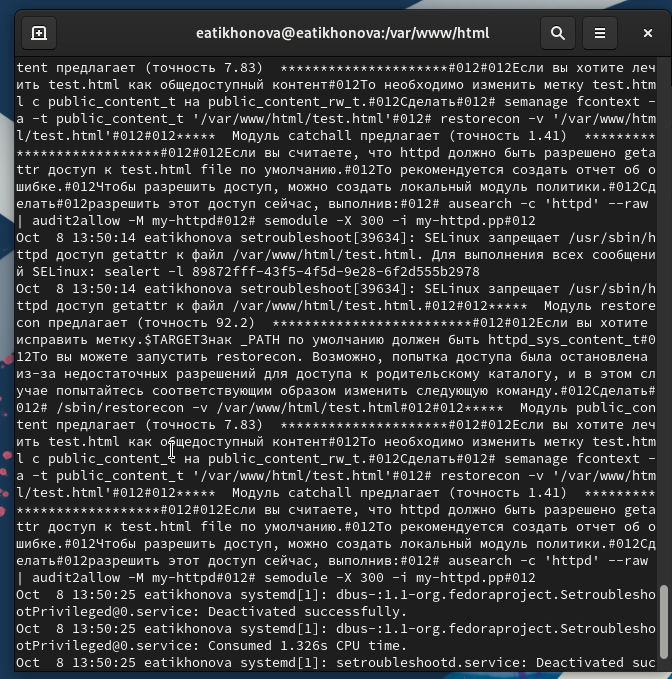 eatikhonova@eatikhonova:/var/www/html
tent предлагает (точность 7.83)  *********************#012#012Если вы хотите леч
ить test.html как общедоступный контент#012То необходимо изменить метку test.htm
l с public_content_t на public_content_rw_t.#012Сделать#012# semanage fcontext -
a -t public_content_t '/var/www/html/test.html'#012# restorecon -v '/var/www/htm
l/test.html'#012#012*****  Модуль catchall предлагает (точность 1.41)  *********
******************#012#012Если вы считаете, что httpd должно быть разрешено geta
ttr доступ к test.html file по умолчанию.#012То рекомендуется создать отчет об о
шибке.#012Чтобы разрешить доступ, можно создать локальный модуль политики.#012Сд
елать#012разрешить этот доступ сейчас, выполнив:#012# ausearch -c 'httpd' --raw 
| audit2allow -M my-httpd#012# semodule -X 300 -i my-httpd.pp#012
Oct  8 13:50:14 eatikhonova setroubleshoot[39634]: SELinux запрещает /usr/sbin/h
ttpd доступ getattr к файл /var/www/html/test.html. Для выполнения всех сообщени
й SELinux: sealert -l 89872fff-43f5-4f5d-9e28-6f2d555b2978
Oct  8 13:50:14 eatikhonova setroubleshoot[39634]: SELinux запрещает /usr/sbin/h
ttpd доступ getattr к файл /var/www/html/test.html.#012#012*****  Модуль restore
con предлагает (точность 92.2)  ************************#012#012Если вы хотите 
исправить метку.$TARGETЗнак _PATH по умолчанию должен быть httpd_sys_content_t#0
12То вы можете запустить restorecon. Возможно, попытка доступа была остановлена 
из-за недостаточных разрешений для доступа к родительскому каталогу, и в этом сл
учае попытайтесь соответствующим образом изменить следующую команду.#012Сделать#
012# /sbin/restorecon -v /var/www/html/test.html#012#012*****  Модуль public_con
tent предлагает (точность 7.83)  *********************#012#012Если вы хотите леч
ить test.html как общедоступный контент#012То необходимо изменить метку test.htm
l с public_content_t на public_content_rw_t.#012Сделать#012# semanage fcontext -
a -t public_content_t '/var/www/html/test.html'#012# restorecon -v '/var/www/htm
l/test.html'#012#012*****  Модуль catchall предлагает (точность 1.41)  *********
******************#012#012Если вы считаете, что httpd должно быть разрешено geta
ttr доступ к test.html file по умолчанию.#012То рекомендуется создать отчет об о
шибке.#012Чтобы разрешить доступ, можно создать локальный модуль политики.#012Сд
елать#012разрешить этот доступ сейчас, выполнив:#012# ausearch -c 'httpd' --raw 
| audit2allow -M my-httpd#012# semodule -X 300 -i my-httpd.pp#012
Oct  8 13:50:25 eatikhonova systemd[1]: dbus-:1.1-org.fedoraproject.Setroublesho
otPrivileged@0.service: Deactivated successfully.
Oct  8 13:50:25 eatikhonova systemd[1]: dbus-:1.1-org.fedoraproject.Setroublesho
otPrivileged@0.service: Consumed 1.326s CPU time.
Oct  8 13:50:25 eatikhonova systemd[1]: setroubleshootd.service: Deactivated suc